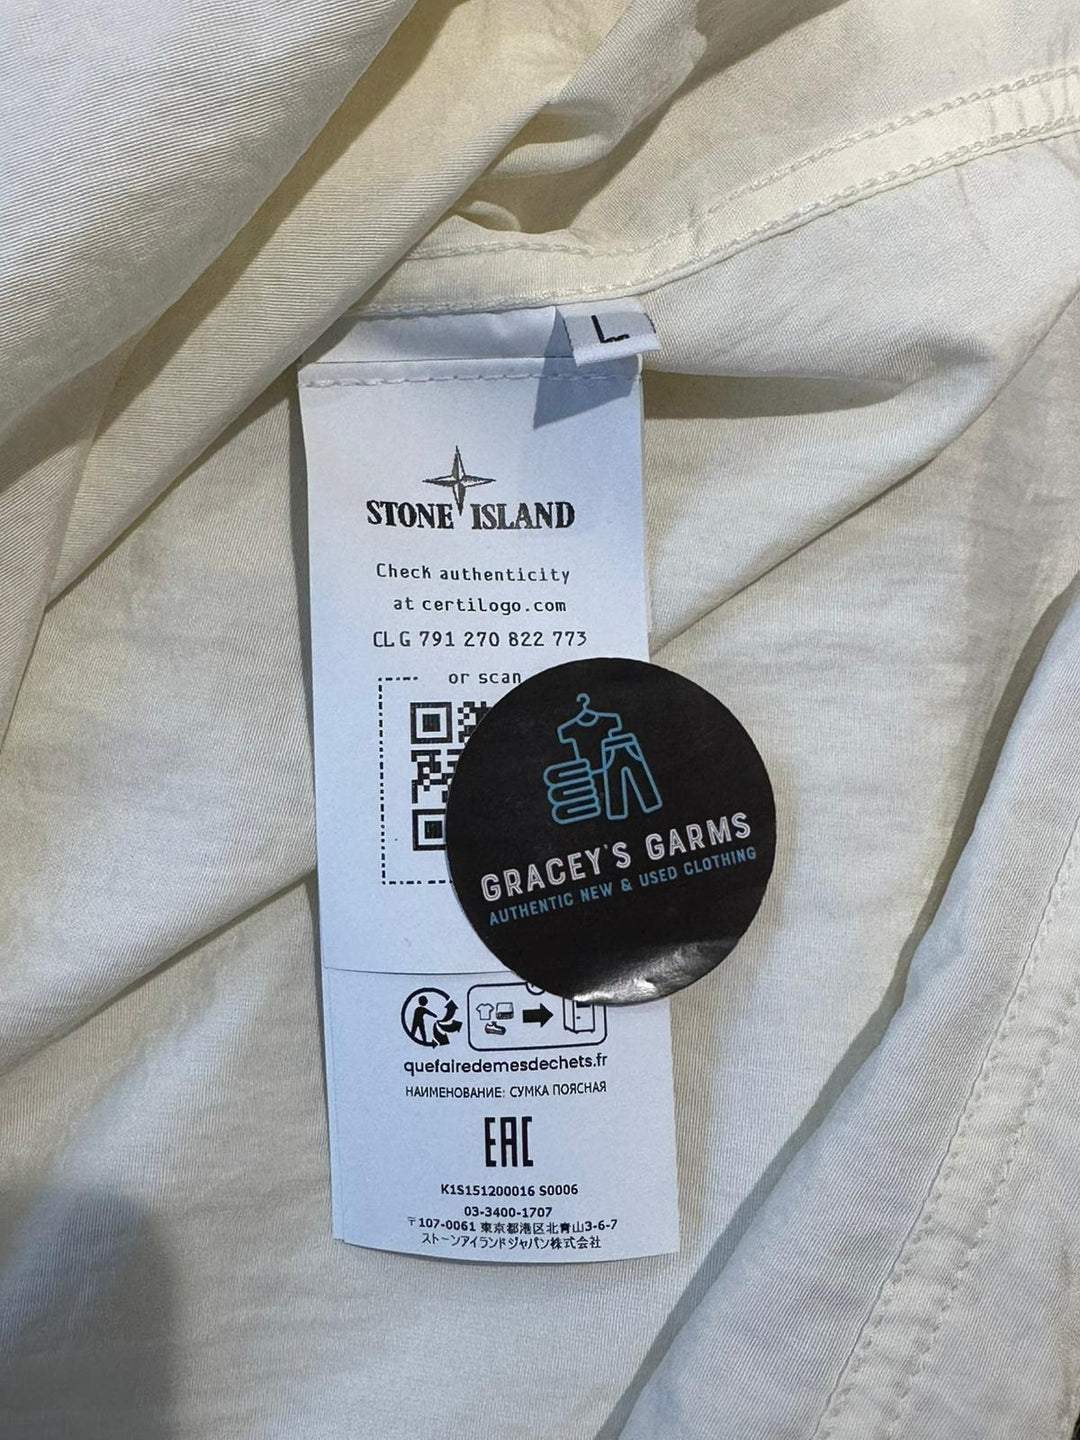 L
STONE ISLAND
Check authenticity
at certilogo.com
CLG 791 270 822 773
or scan
GRACEY'S GARMS
AUTHENTIC NEW & USED CLOTHING
quefairedemesdechets.fr
НАИМЕНОВАНИЕ: СУМКА ПОЯСНАЯ
EAC
K1S151200016 S0006
03-3400-1707
〒107-0061 東京都港区北青山3-6-7
ストーンアイランドジャパン株式会社